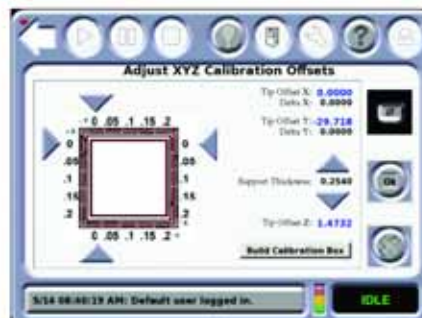 Adjust XYZ Calibration Offsets
Tip Offset X: 0.0000
Delta X: 0.0000
Tip Offset Y: -29.718
Delta Y: 0.0000
- 0 .05 .1 .15 .2
0 0
.05 .05
.1 .1
.15 .15
.2 .2
0 .05 .1 .15 .2
Support Thickness: 0.2540
Tip Offset Z: 1.4732
Build Calibration Box
Ok
5/14 08:40:19 AM: Default user logged in.
IDLE